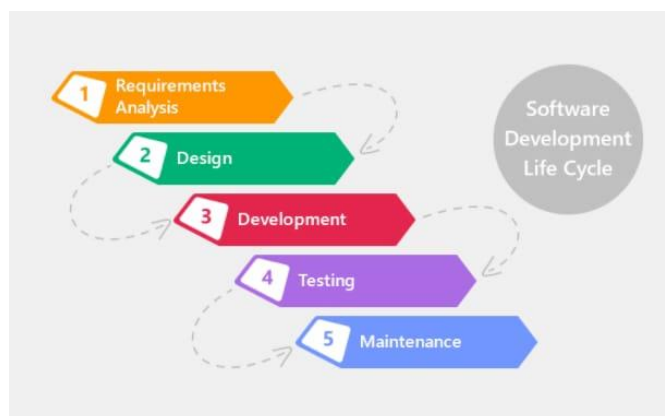 1
Requirements
Analysis
2
Design
3
Development
4
Testing
5
Maintenance
Software
Development
Life Cycle